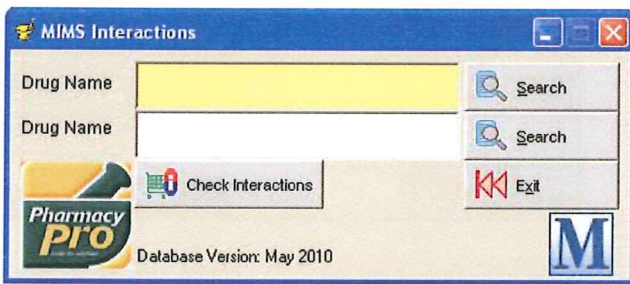 MIMS Interactions
Drug Name
Search
Drug Name
Search
Check Interactions
Exit
Pharmacy
Pro
Database Version: May 2010
M